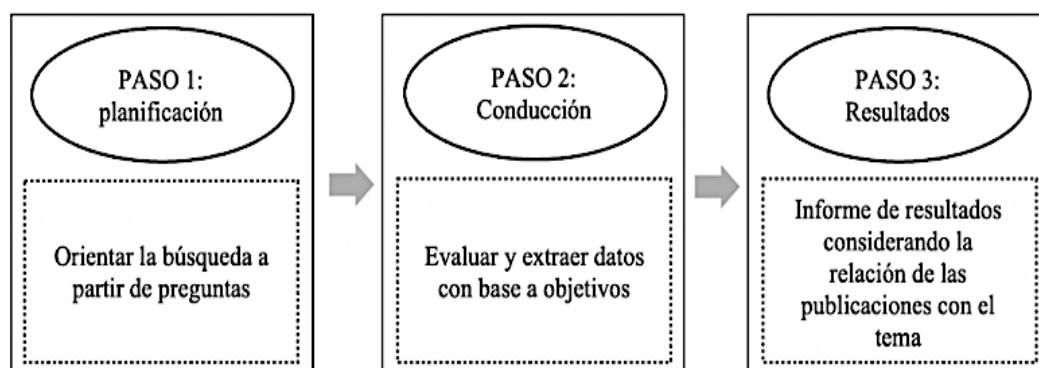 PASO 1:
planificación
Orientar la búsqueda a
partir de preguntas
PASO 2:
Conducción
Evaluar y extraer datos
con base a objetivos
PASO 3:
Resultados
Informe de resultados
considerando la
relación de las
publicaciones con el
tema